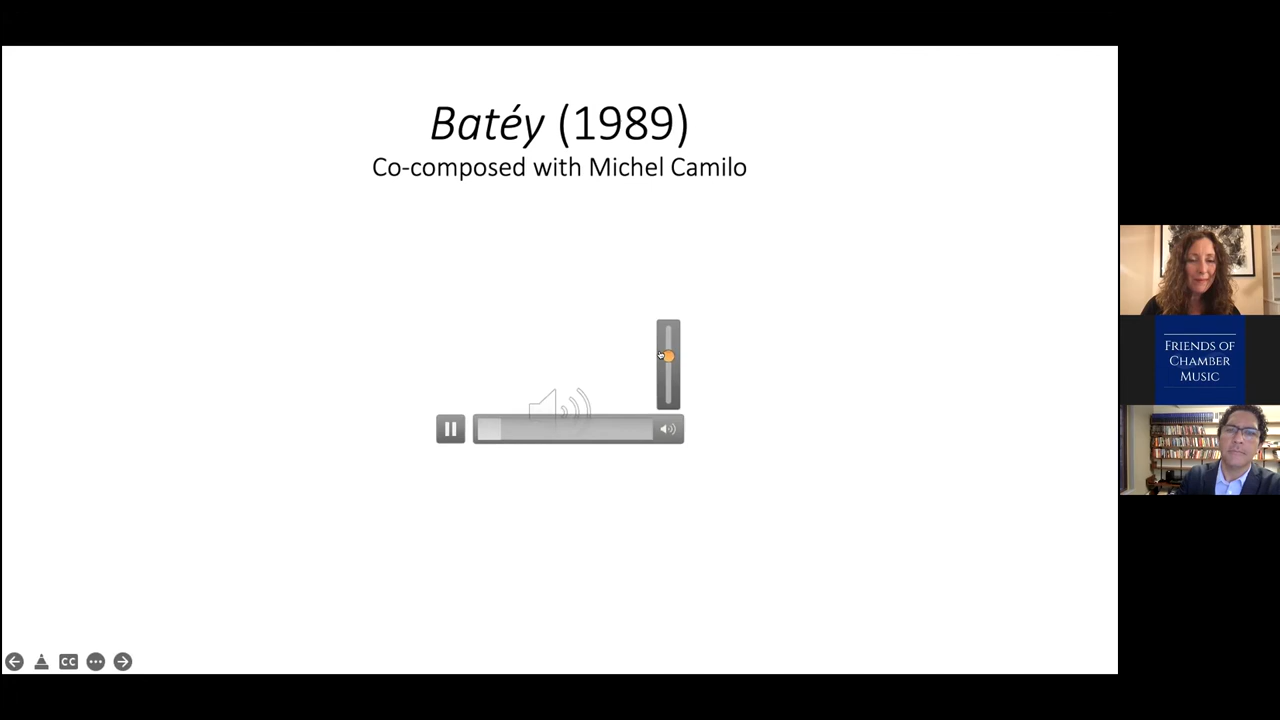 Batéy (1989)
Co-composed with Michel Camilo
FRIENDS OF
CHAMBER
MUSIC
CC